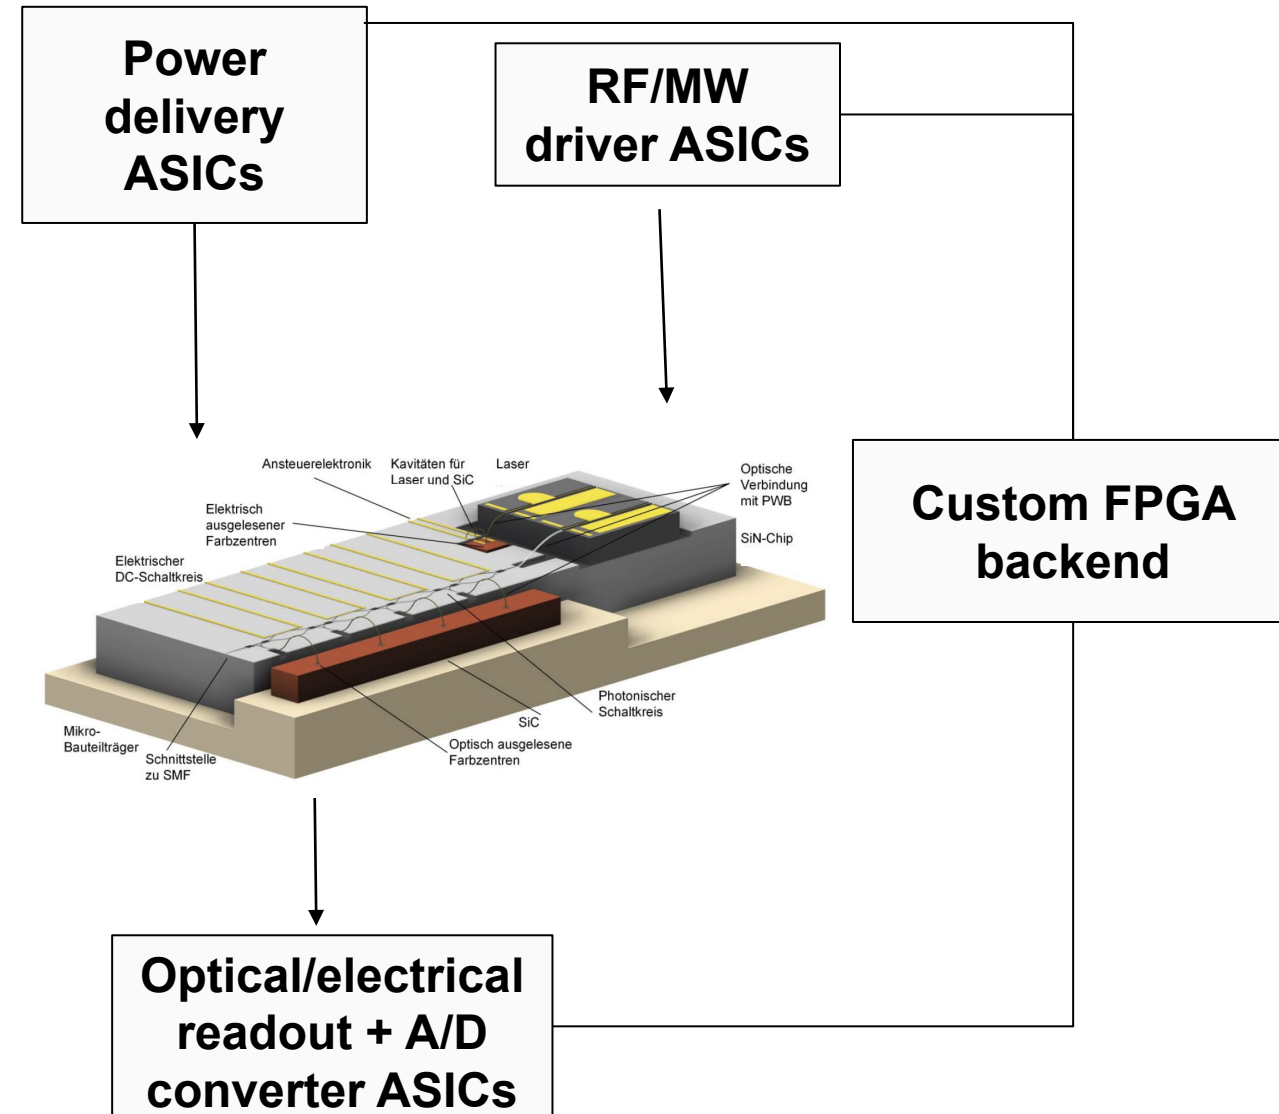 Power
delivery
ASICs
RF/MW
driver ASICs
Ansteuerelektronik
Kavitäten für
Laser und SiC
Laser
Optische
Verbindung
mit PWB
Elektrisch
ausgelesener
Farbzentren
SiN-Chip
Elektrischer
DC-Schaltkreis
Custom FPGA
backend
Photonischer
Schaltkreis
SiC
Mikro-
Bauteilträger
Schnittstelle
zu SMF
Optisch ausgelesene
Farbzentren
Optical/electrical
readout + A/D
converter ASICs